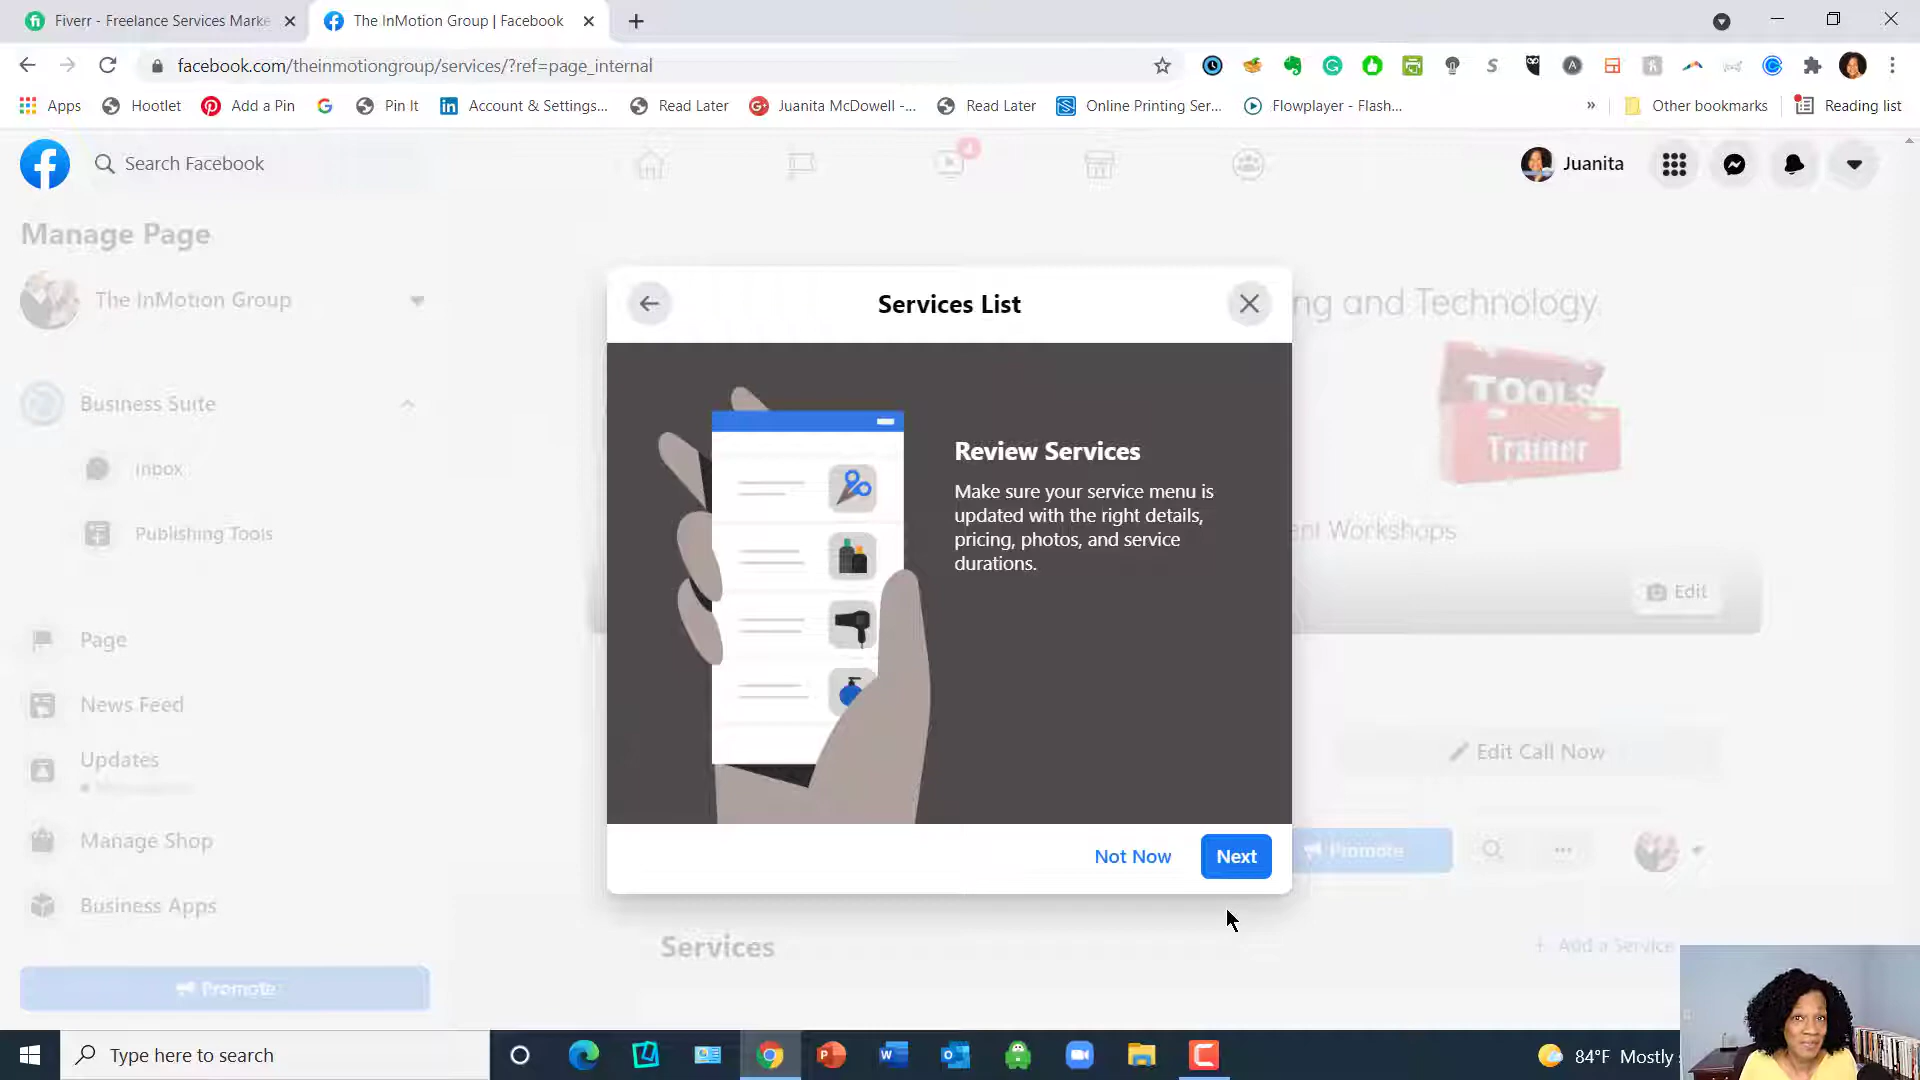 Fiverr - Freelance Services Marke
The InMotion Group | Facebook
facebook.com/theinmotiongroup/services/?ref=page_internal
Apps
Hootlet
Add a Pin
Pin It
Account & Settings...
Read Later
Juanita McDowell -...
Read Later
Online Printing Ser...
Flowplayer - Flash...
»
Other bookmarks
Reading list
Search Facebook
4
Juanita
Manage Page
The InMotion Group
Business Suite
Inbox
Publishing Tools
Page
News Feed
Updates
Manage Shop
Business Apps
Promote
Services List
ng and Technology.
TOOLS
Trainer
Review Services
Make sure your service menu is
updated with the right details,
pricing, photos, and service
durations.
nt Workshops
Edit
Edit Call Now
Not Now
Next
Promote
Services
+ Add a Service
Type here to search
84°F Mostly